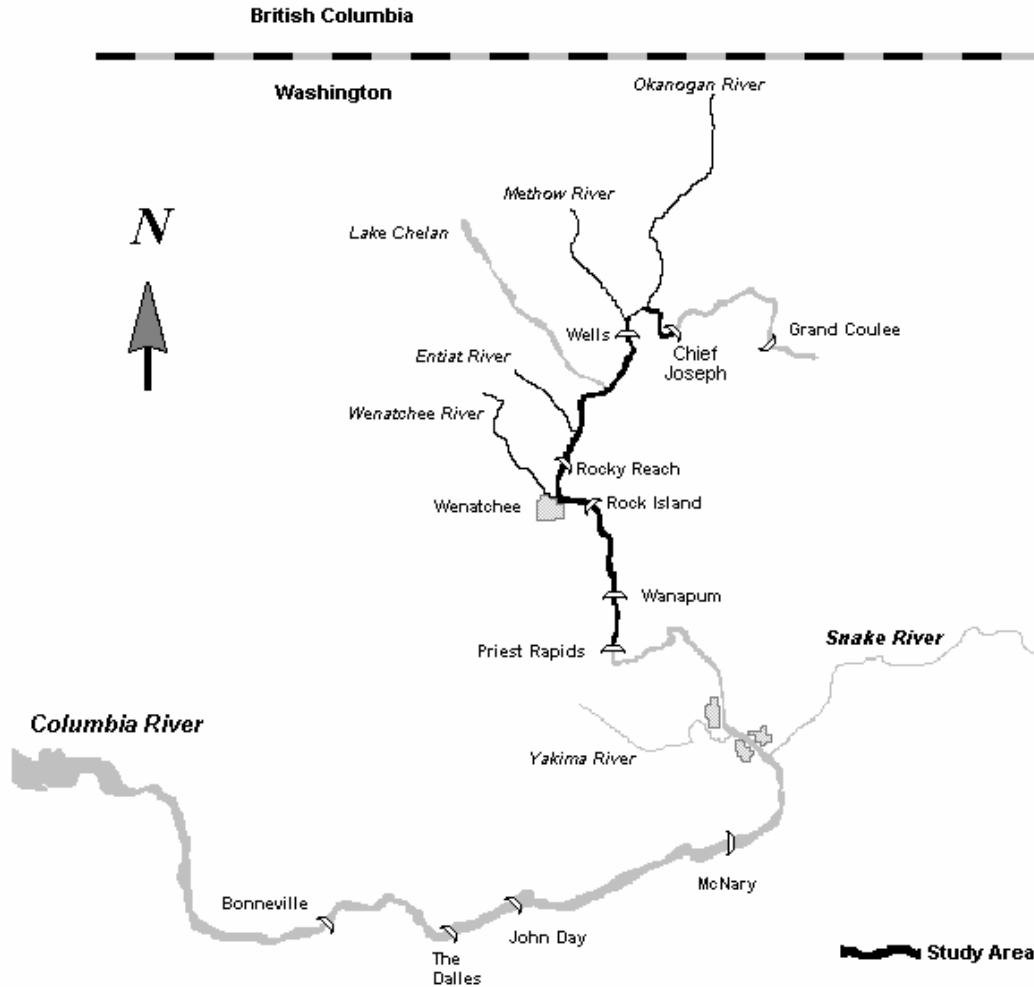 British Columbia
Washington
Okanogan River
Methow River
N
Lake Chelan
Wells
Grand Coulee
Chief
Joseph
Entiat River
Wenatchee River
Rocky Reach
Wenatchee
Rock Island
Wanapum
Priest Rapids
Snake River
Columbia River
Yakima River
McNary
Bonneville
John Day
The
Dalles
Study Area